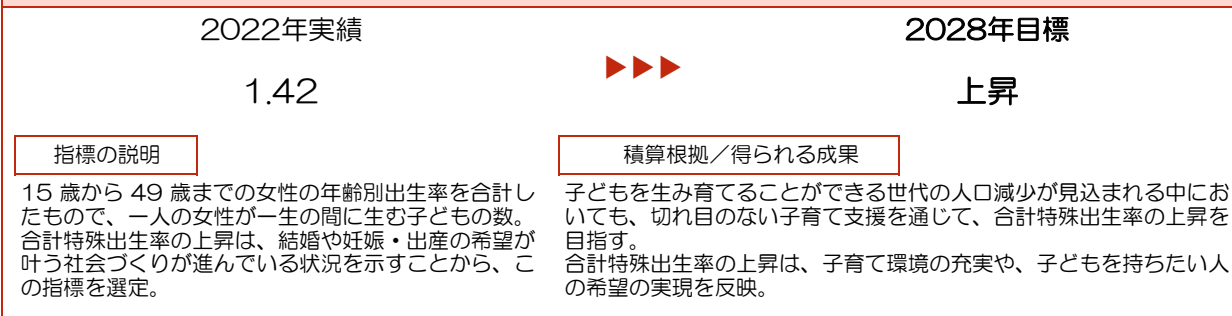 2022年実績
2028年目標
1.42
▶▶▶
上昇
指標の説明
積算根拠／得られる成果
15 歳から 49 歳までの女性の年齢別出生率を合計し
たもので、一人の女性が一生の間に生む子どもの数。
合計特殊出生率の上昇は、結婚や妊娠・出産の希望が
叶う社会づくりが進んでいる状況を示すことから、こ
の指標を選定。
子どもを生み育てることができる世代の人口減少が見込まれる中にお
いても、切れ目のない子育て支援を通じて、合計特殊出生率の上昇を
目指す。
合計特殊出生率の上昇は、子育て環境の充実や、子どもを持ちたい人
の希望の実現を反映。